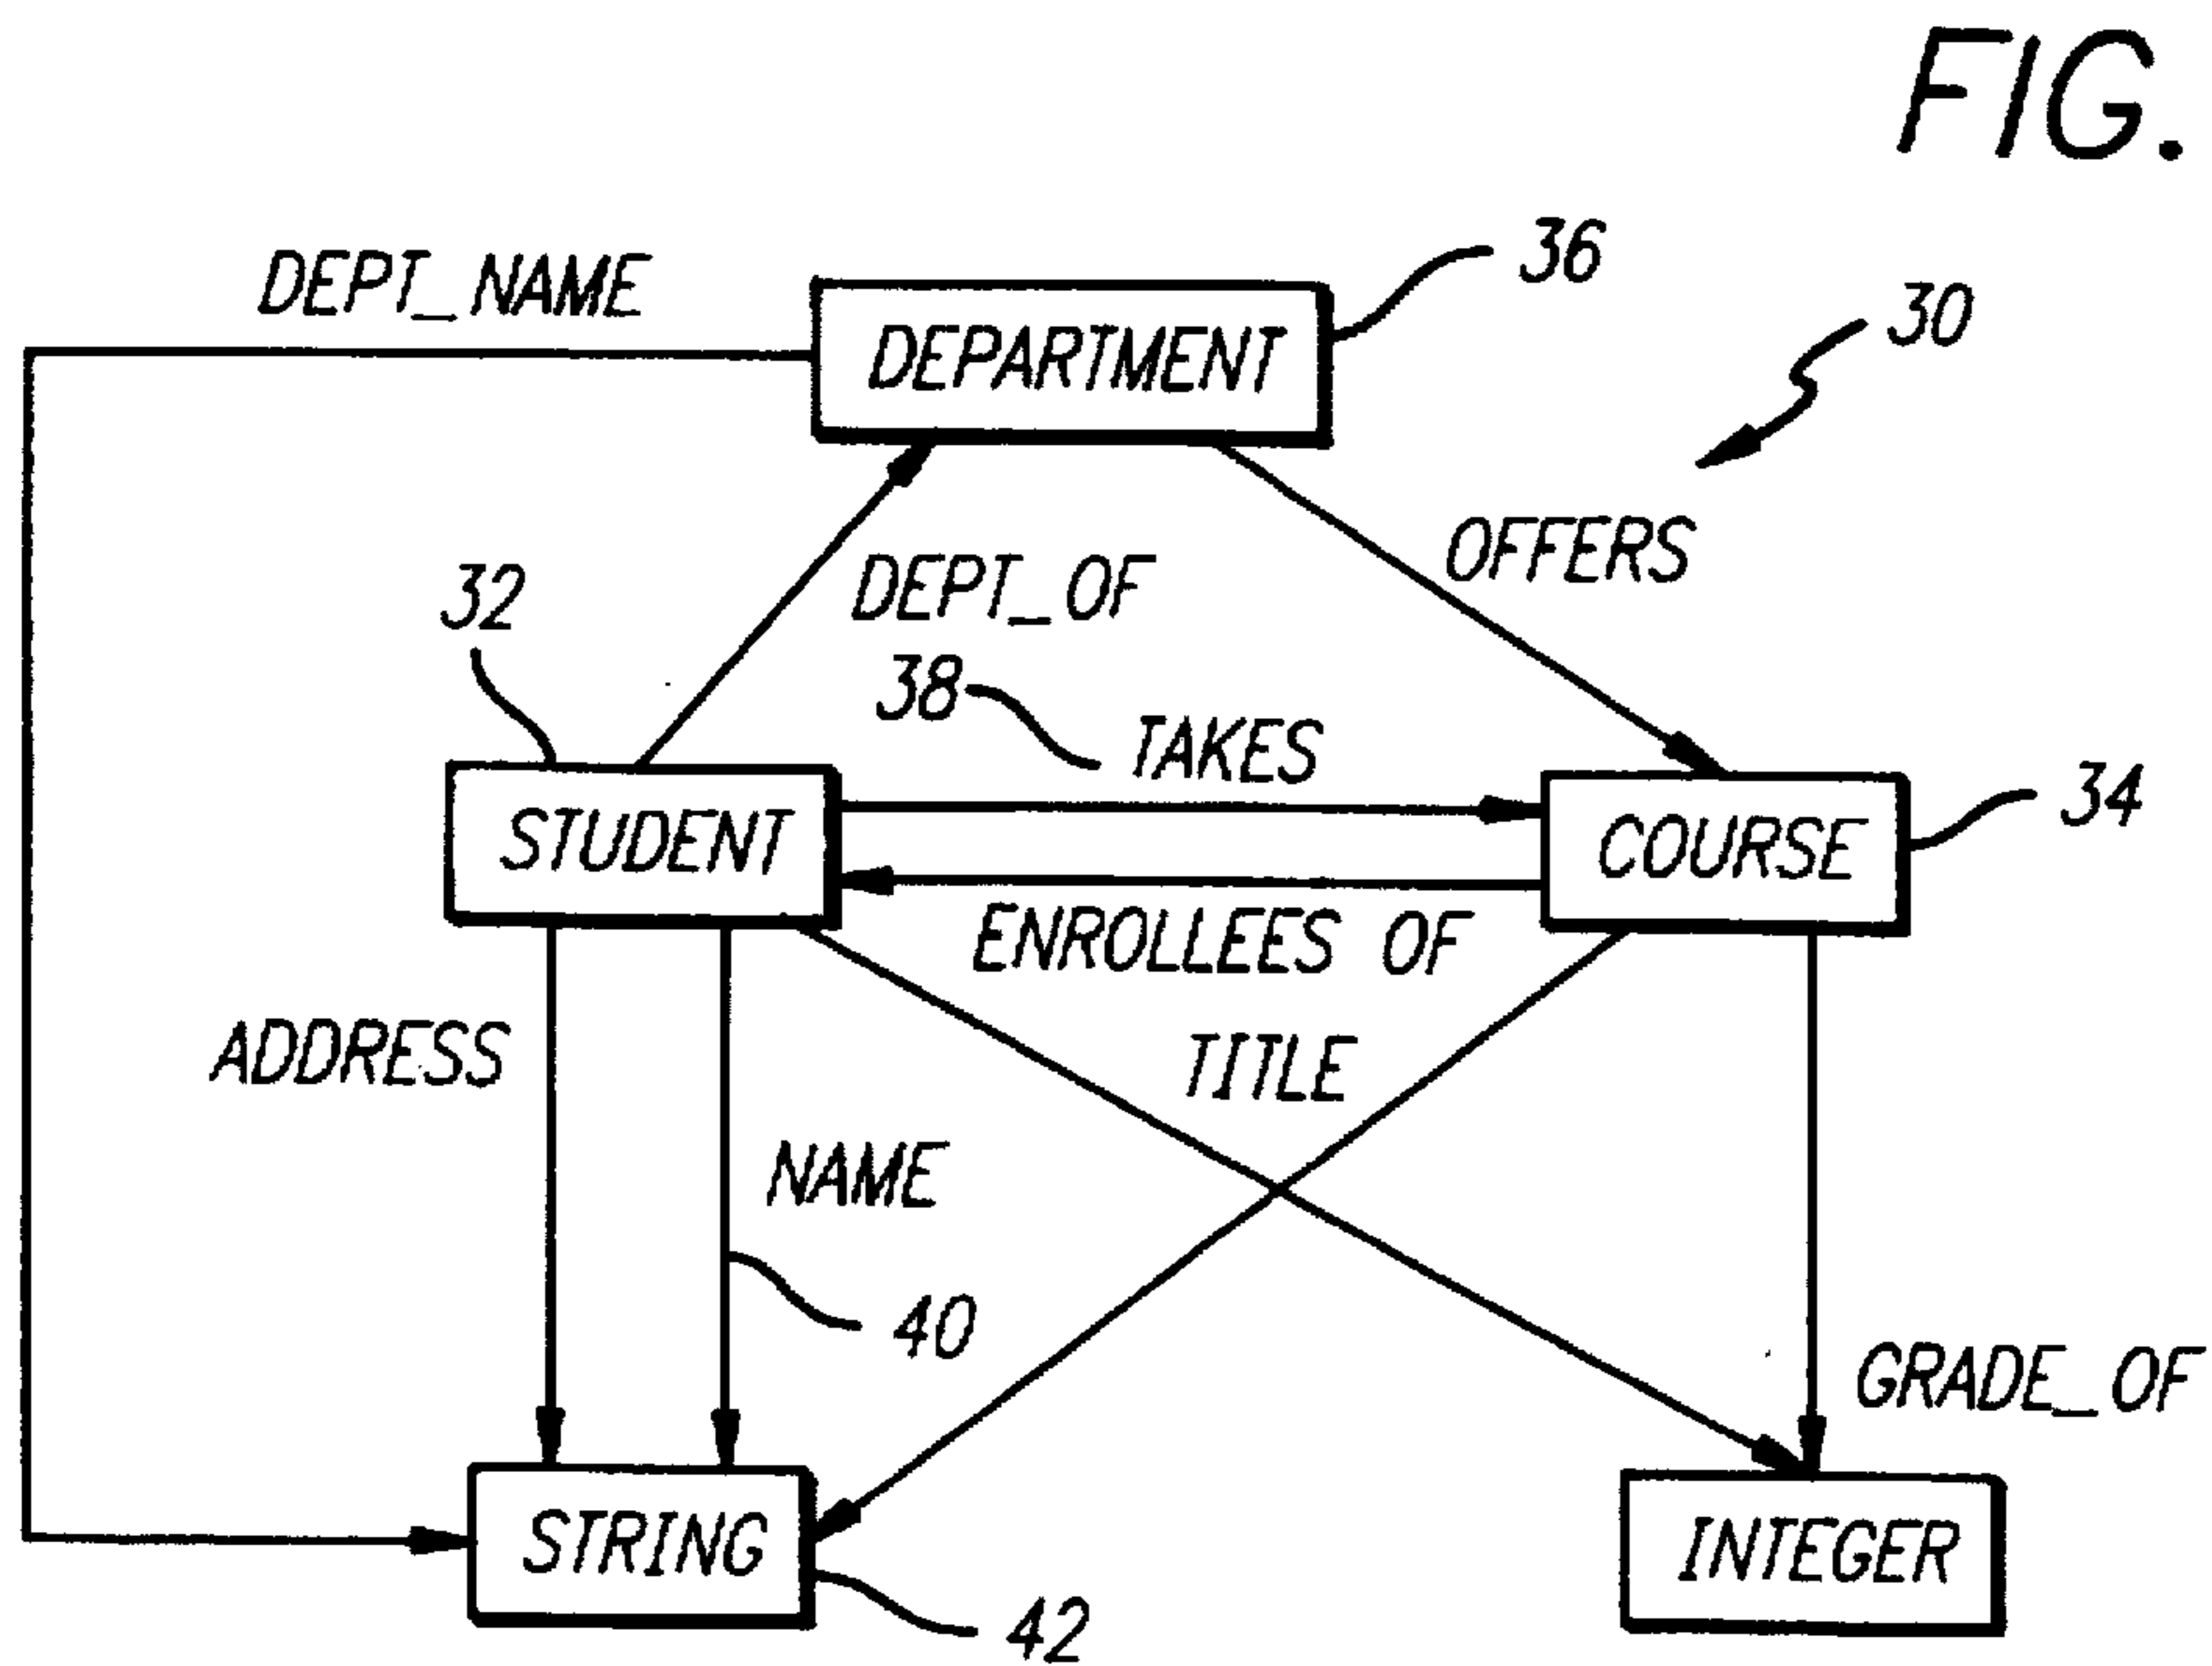 FIG.
36
DEPT_NAME
30
DEPARTMENT
OFFERS
DEPT_OF
32
38
TAKES
34
STUDENT
COURSE
ENROLLEES OF
ADDRESS
TITLE
NAME
40
GRADE_OF
STRING
INTEGER
42